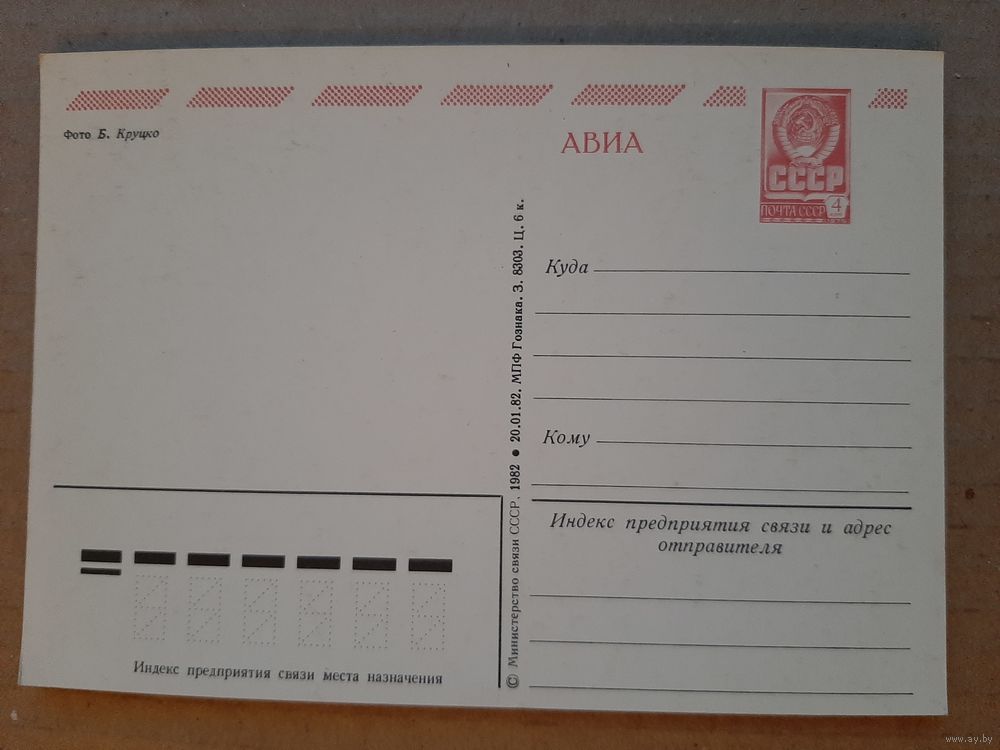 Фото Б. Круцко
АВИА
СССР
ПОЧТА СССР 4
Куда
Кому
© Министерство связи СССР, 1982 • 20.01.82. МПФ Гознака. З. 8303. Ц. 6 к.
Индекс предприятия связи и адрес
отправителя
Индекс предприятия связи места назначения
www.ay.by